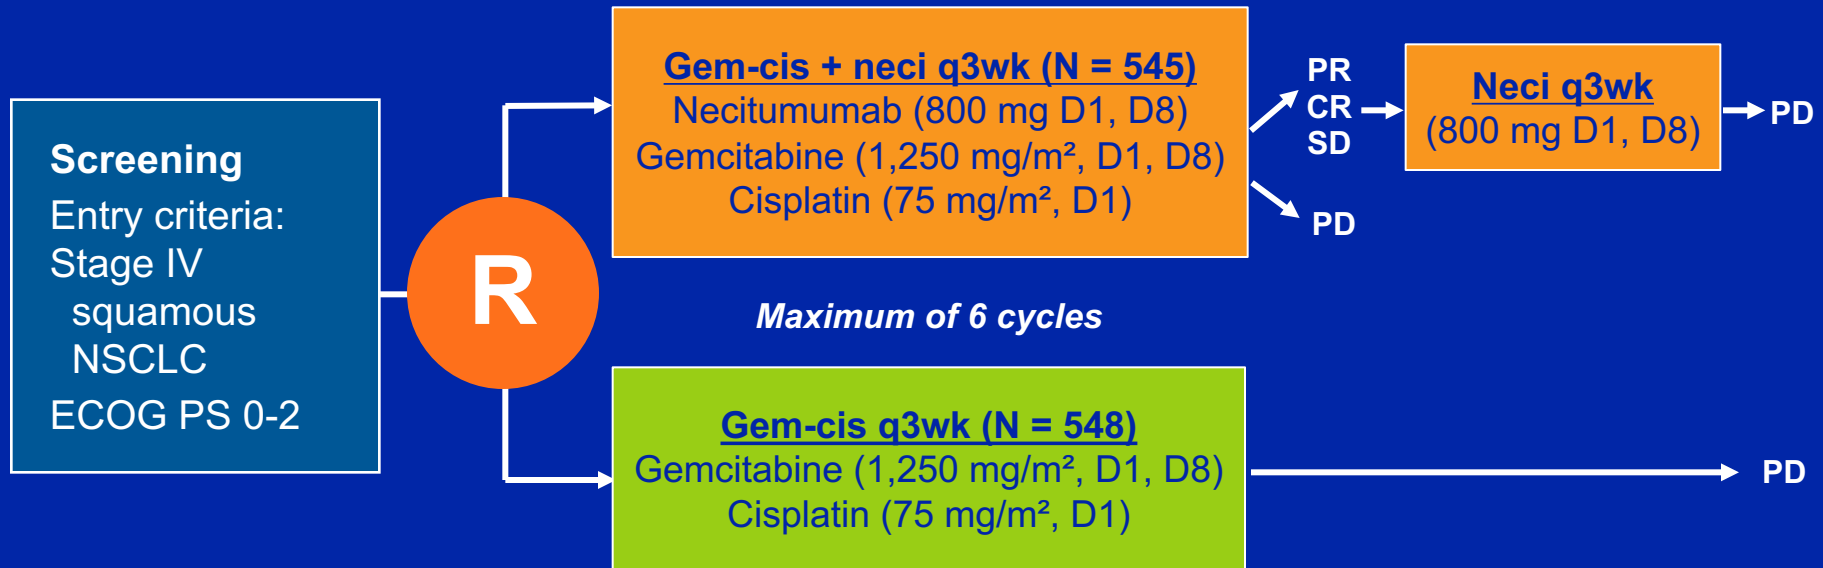 Screening
Entry criteria:
Stage IV
squamous
NSCLC
ECOG PS 0-2
R
Gem-cis + neci q3wk (N = 545)
Necitumumab (800 mg D1, D8)
Gemcitabine (1,250 mg/m², D1, D8)
Cisplatin (75 mg/m², D1)
PR
CR
SD
PD
Neci q3wk
(800 mg D1, D8)
PD
Maximum of 6 cycles
Gem-cis q3wk (N = 548)
Gemcitabine (1,250 mg/m², D1, D8)
Cisplatin (75 mg/m², D1)
PD